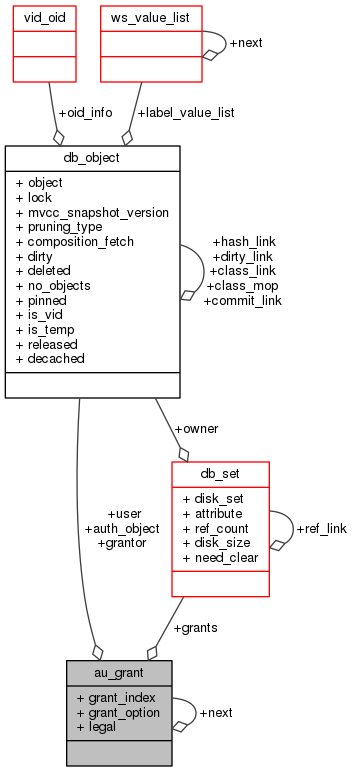 vid_oid
ws_value_list
+next
+oid_info
+label_value_list
db_object
+ object
+ lock
+ mvcc_snapshot_version
+ pruning_type
+ composition_fetch
+ dirty
+ deleted
+ no_objects
+ pinned
+ is_vid
+ is_temp
+ released
+ decached
+hash_link
+dirty_link
+class_link
+class_mop
+commit_link
+owner
db_set
+ disk_set
+ attribute
+ ref_count
+ disk_size
+ need_clear
+ref_link
+user
+auth_object
+grantor
+grants
au_grant
+ grant_index
+ grant_option
+ legal
+next